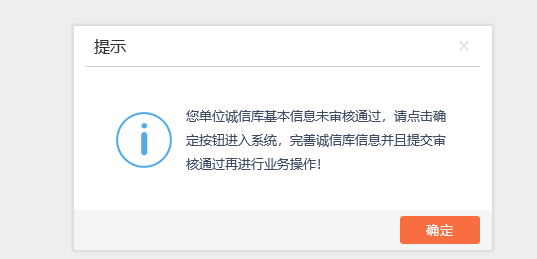 提示
您单位诚信库基本信息未审核通过，请点击确
定按钮进入系统，完善诚信库信息并且提交审
核通过再进行业务操作！
确定